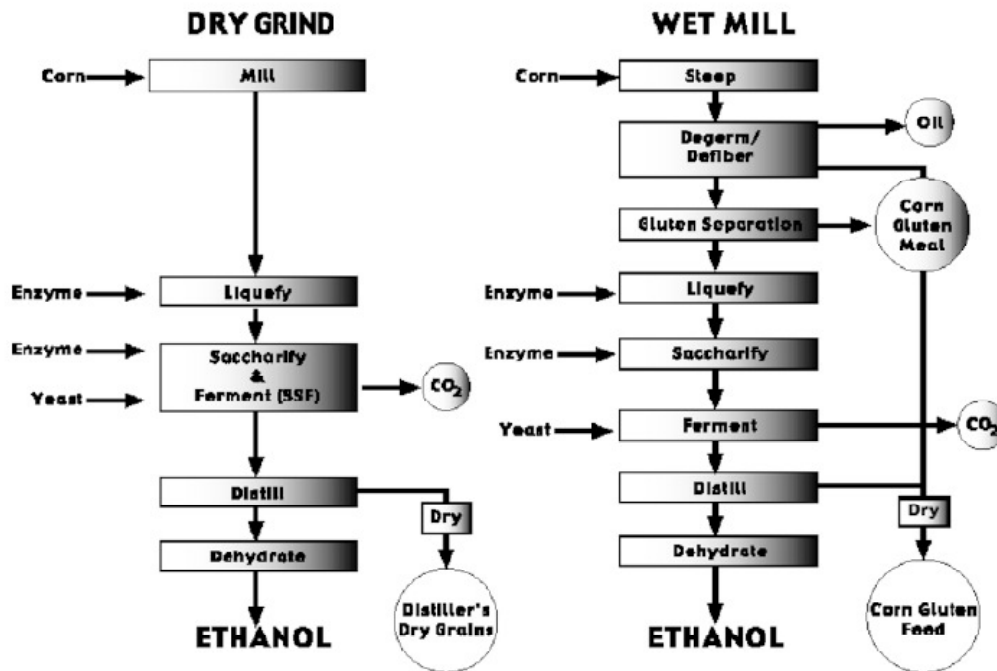 DRY GRIND
Corn
Mill
Enzyme
Liquefy
Enzyme
Yeast
Saccharify
&
Ferment (SSF)
CO2
Distill
Dry
Dehydrate
Distiller's
Dry Grains
ETHANOL
WET MILL
Corn
Steep
Degerm/
Defiber
Oil
Gluten Separation
Corn
Gluten
Meal
Enzyme
Liquefy
Enzyme
Saccharify
Yeast
Ferment
CO2
Distill
Dry
Dehydrate
Corn Gluten
Feed
ETHANOL